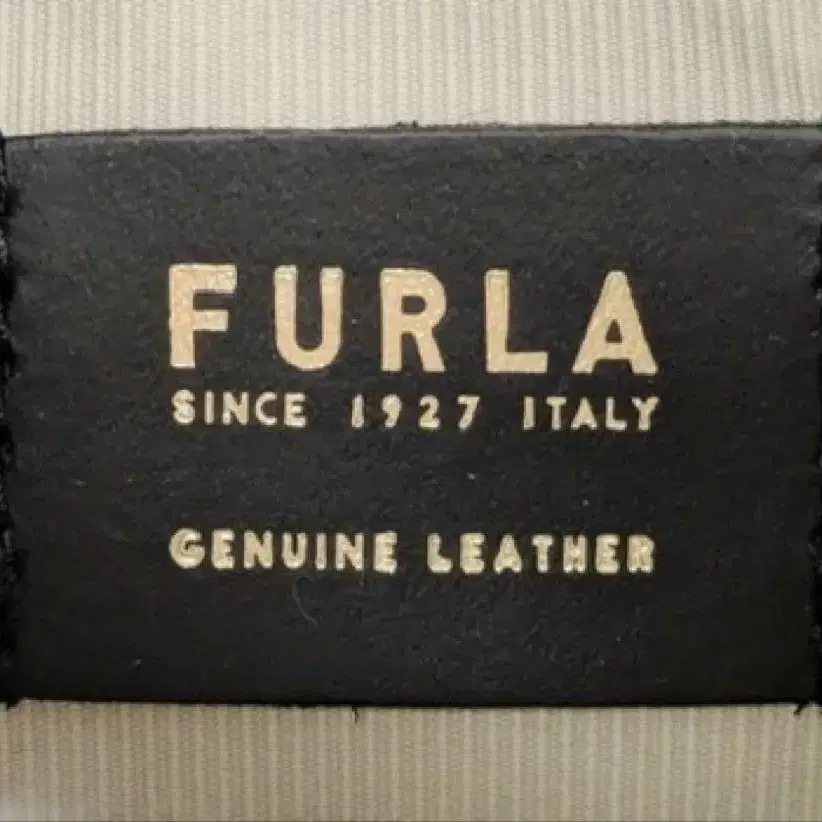 FURLA
SINCE 1927 ITALY
GENUINE LEATHER